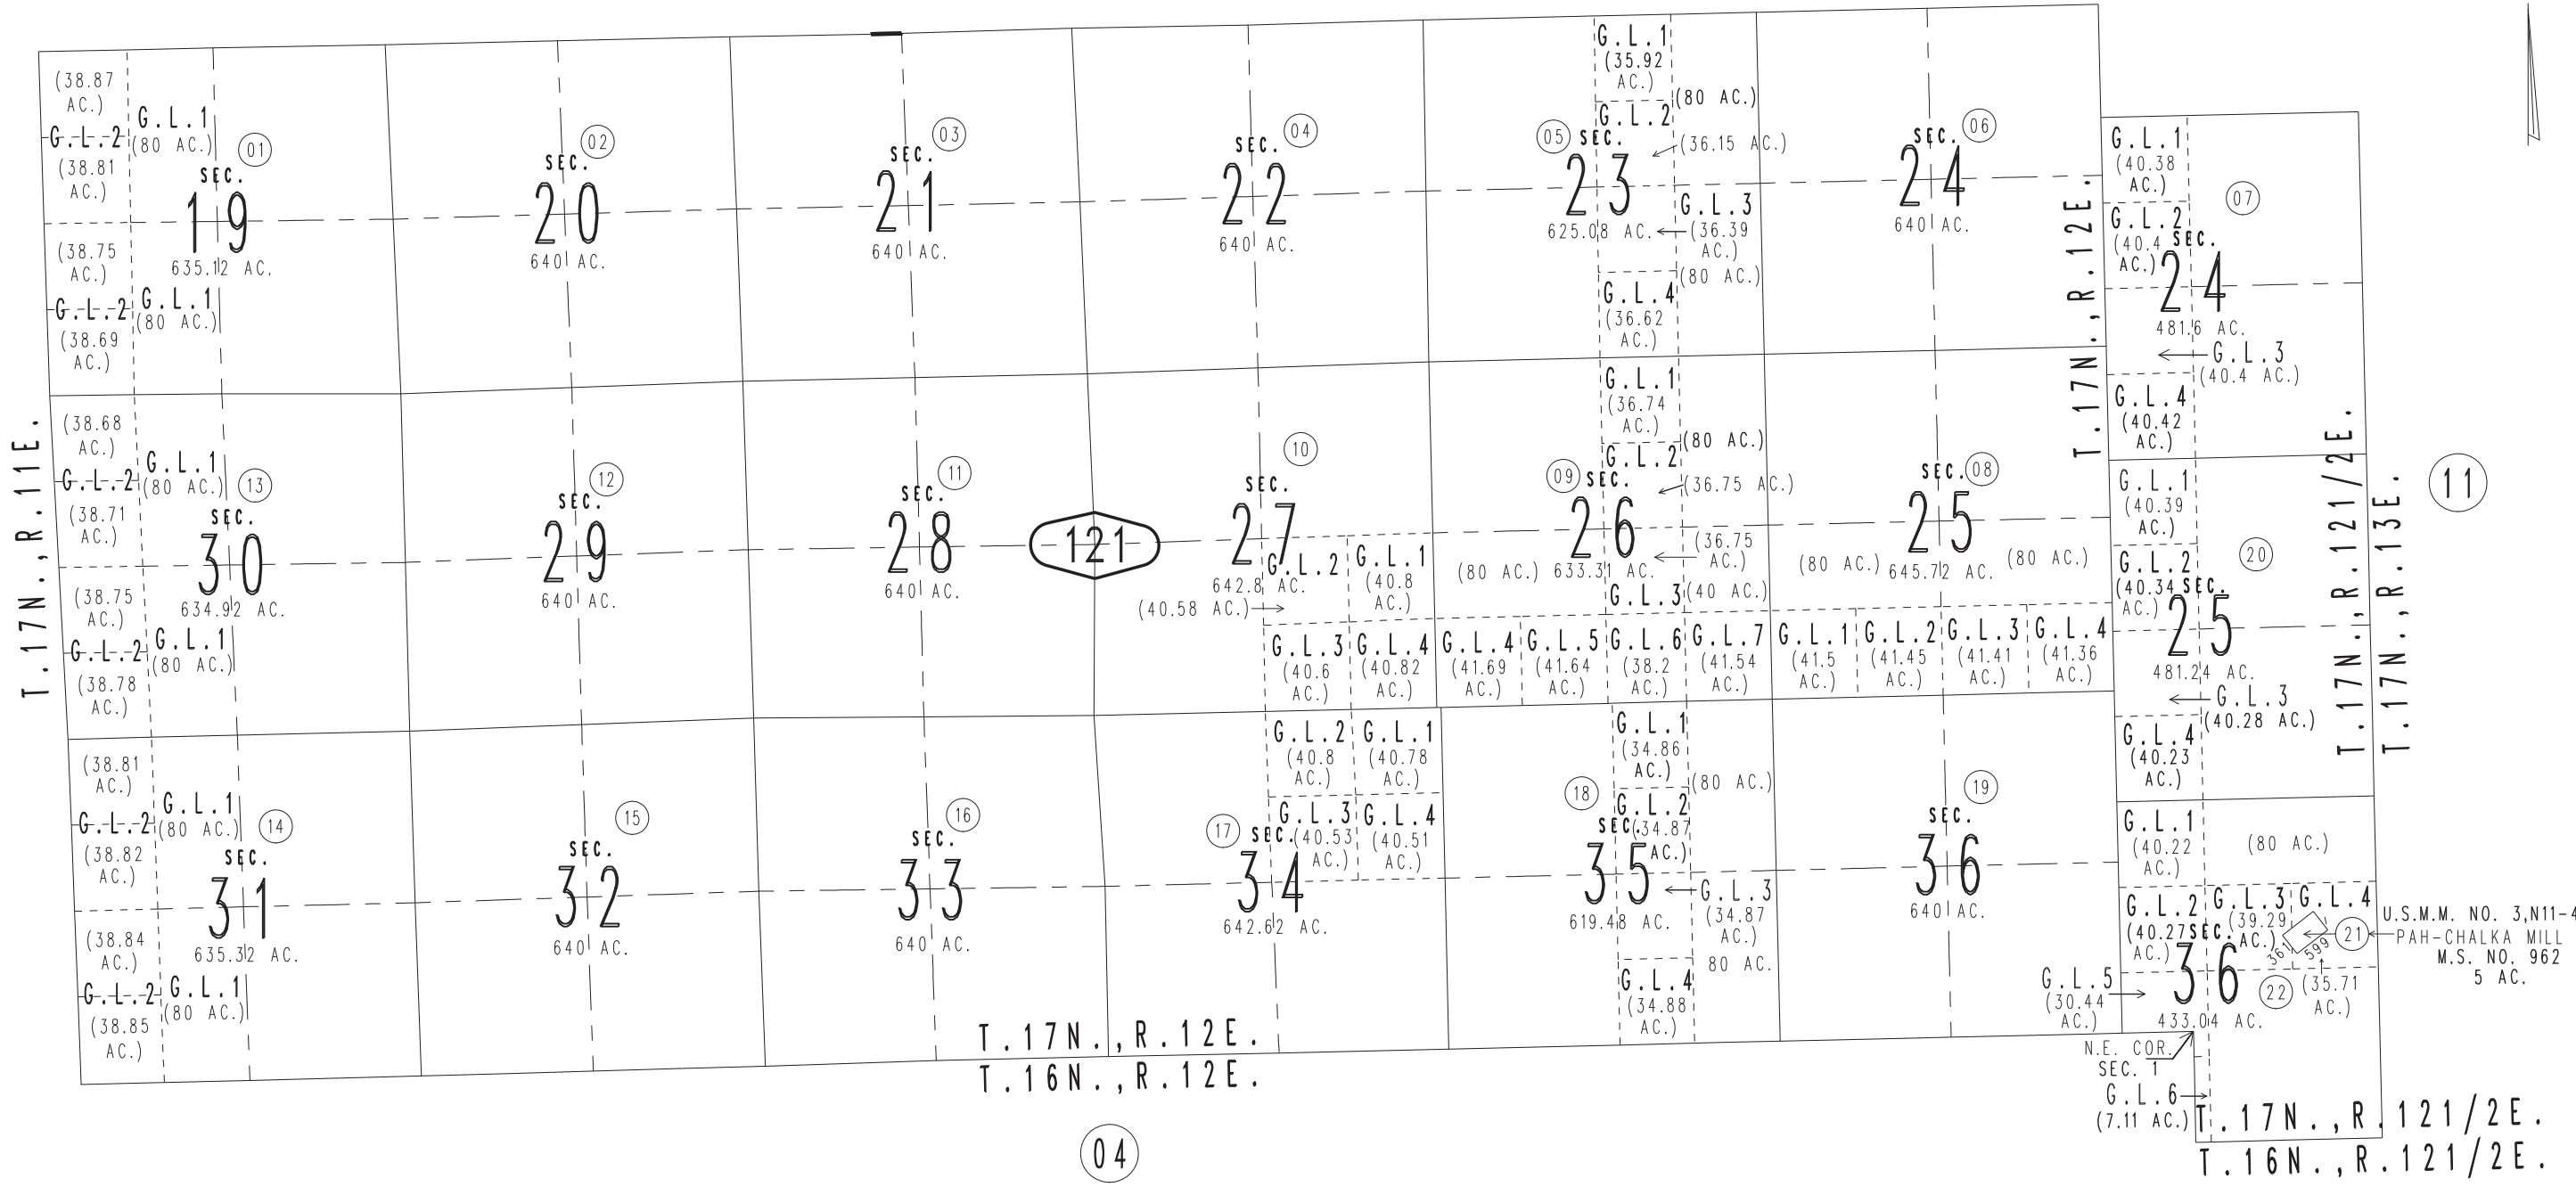 (38.87
AC.)
G.L.2
(38.81
AC.)
G.L.1
(80 AC.)
01
SEC.
19
635.12 AC.
(38.75
AC.)
G.L.2
(38.69
AC.)
G.L.1
(80 AC.)
02
SEC.
20
640 AC.
03
SEC.
21
640 AC.
04
SEC.
22
640 AC.
G.L.1
(35.92
AC.)
G.L.2
(80 AC.)
05
SEC.
(36.15 AC.)
23
625.08 AC.
G.L.3
(36.39
AC.)
(80 AC.)
G.L.4
(36.62
AC.)
06
SEC.
24
640 AC.
T.17N.,R.12E.
G.L.1
(40.38
AC.)
07
G.L.2
(40.4
AC.)
SEC.
24
481.6 AC.
G.L.3
(40.4 AC.)
G.L.4
(40.42
AC.)
T.17N.,R.11E.
(38.68
AC.)
G.L.2
(38.71
AC.)
G.L.1
(80 AC.)
13
SEC.
30
634.92 AC.
(38.75
AC.)
G.L.2
(38.78
AC.)
G.L.1
(80 AC.)
12
SEC.
29
640 AC.
11
SEC.
28
640 AC.
121
10
SEC.
27
642.8 AC.
G.L.2
(40.58 AC.)
G.L.1
(40.8
AC.)
G.L.3
(40.6
AC.)
G.L.4
(40.82
AC.)
G.L.1
(36.74
AC.)
G.L.2
(80 AC.)
09
SEC.
(36.75 AC.)
26
633.31 AC.
(80 AC.)
(36.75
AC.)
G.L.3
(40 AC.)
G.L.4
(41.69
AC.)
G.L.5
(41.64
AC.)
G.L.6
(38.2
AC.)
G.L.7
(41.54
AC.)
08
SEC.
25
(80 AC.)
645.72 AC.
(80 AC.)
G.L.1
(41.5
AC.)
G.L.2
(41.45
AC.)
G.L.3
(41.41
AC.)
G.L.4
(41.36
AC.)
G.L.1
(40.39
AC.)
20
G.L.2
(40.34
AC.)
SEC.
25
481.24 AC.
G.L.3
(40.28 AC.)
G.L.4
(40.23
AC.)
T.17N.,R.121/2E.
T.17N.,R.13E.
11
(38.81
AC.)
G.L.2
(38.82
AC.)
G.L.1
(80 AC.)
14
SEC.
31
635.32 AC.
(38.84
AC.)
G.L.2
(38.85
AC.)
G.L.1
(80 AC.)
15
SEC.
32
640 AC.
16
SEC.
33
640 AC.
G.L.2
(40.8
AC.)
G.L.1
(40.78
AC.)
17
SEC.
34
642.62 AC.
G.L.3
(40.53
AC.)
G.L.4
(40.51
AC.)
G.L.1
(34.86
AC.)
(80 AC.)
18
G.L.2
(34.87
AC.)
SEC.
35
619.48 AC.
G.L.3
(34.87
AC.)
80 AC.
G.L.4
(34.88
AC.)
19
SEC.
36
640 AC.
G.L.1
(40.22
AC.)
(80 AC.)
G.L.2
(40.27
AC.)
G.L.3
(39.29
AC.)
G.L.4
SEC.
36
433.04 AC.
361
599
21
U.S.M.M. NO. 3,N11-4
PAH-CHALKA MILL
M.S. NO. 962
5 AC.
22
(35.71
AC.)
G.L.5
(30.44
AC.)
N.E. COR.
SEC. 1
G.L.6
(7.11 AC.)
T.17N.,R.12E.
T.16N.,R.12E.
04
T.17N.,R.121/2E.
T.16N.,R.121/2E.